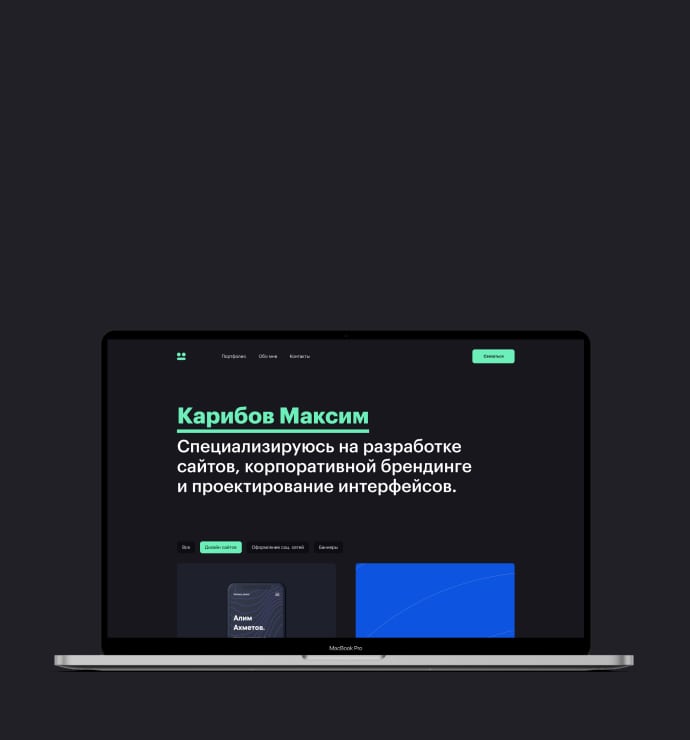 Портфолио Обо мне Контакты Связаться
Карибов Максим
Специализируюсь на разработке
сайтов, корпоративной брендинге
и проектирование интерфейсов.
Все Дизайн сайтов Оформление соц. сетей Баннеры
Алим
Ахметов.
MacBook Pro